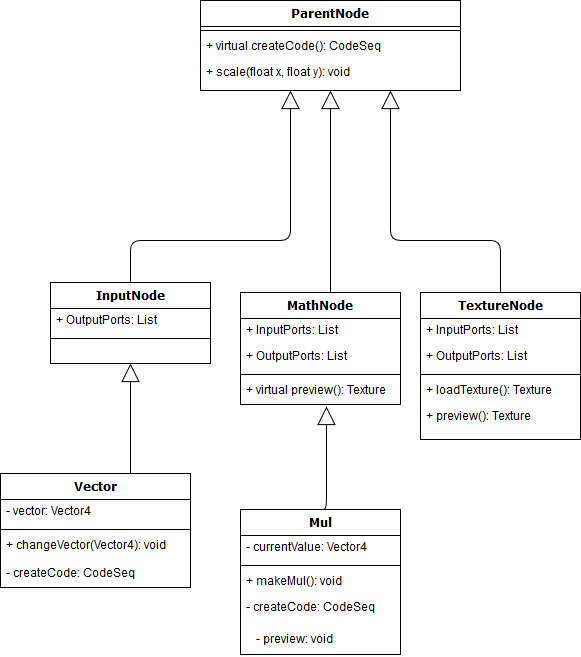 ParentNode
+ virtual createCode(): CodeSeq
+ scale(float x, float y): void
InputNode
+ OutputPorts: List
MathNode
+ InputPorts: List
+ OutputPorts: List
+ virtual preview(): Texture
TextureNode
+ InputPorts: List
+ OutputPorts: List
+ loadTexture(): Texture
+ preview(): Texture
Vector
- vector: Vector4
+ changeVector(Vector4): void
- createCode: CodeSeq
Mul
- currentValue: Vector4
+ makeMul(): void
- createCode: CodeSeq
- preview: void